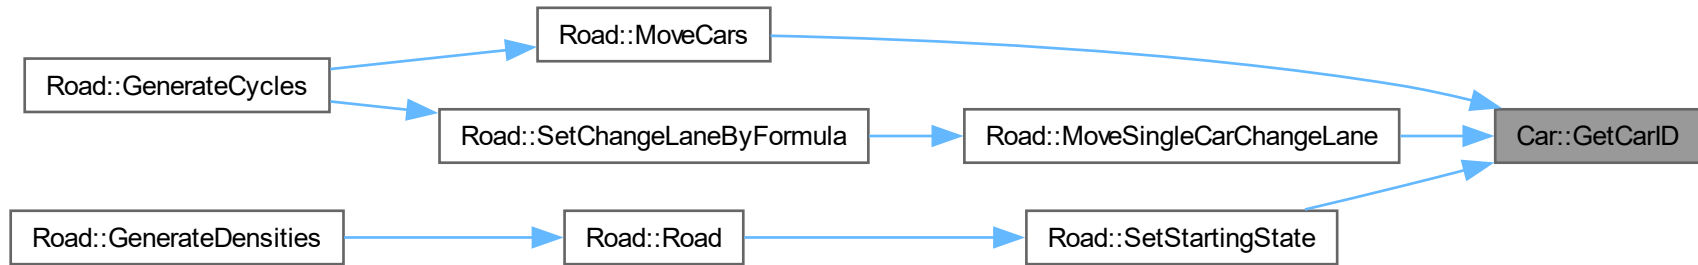 Road::MoveCars
Road::GenerateCycles
Road::SetChangeLaneByFormula
Road::MoveSingleCarChangeLane
Car::GetCarID
Road::GenerateDensities
Road::Road
Road::SetStartingState